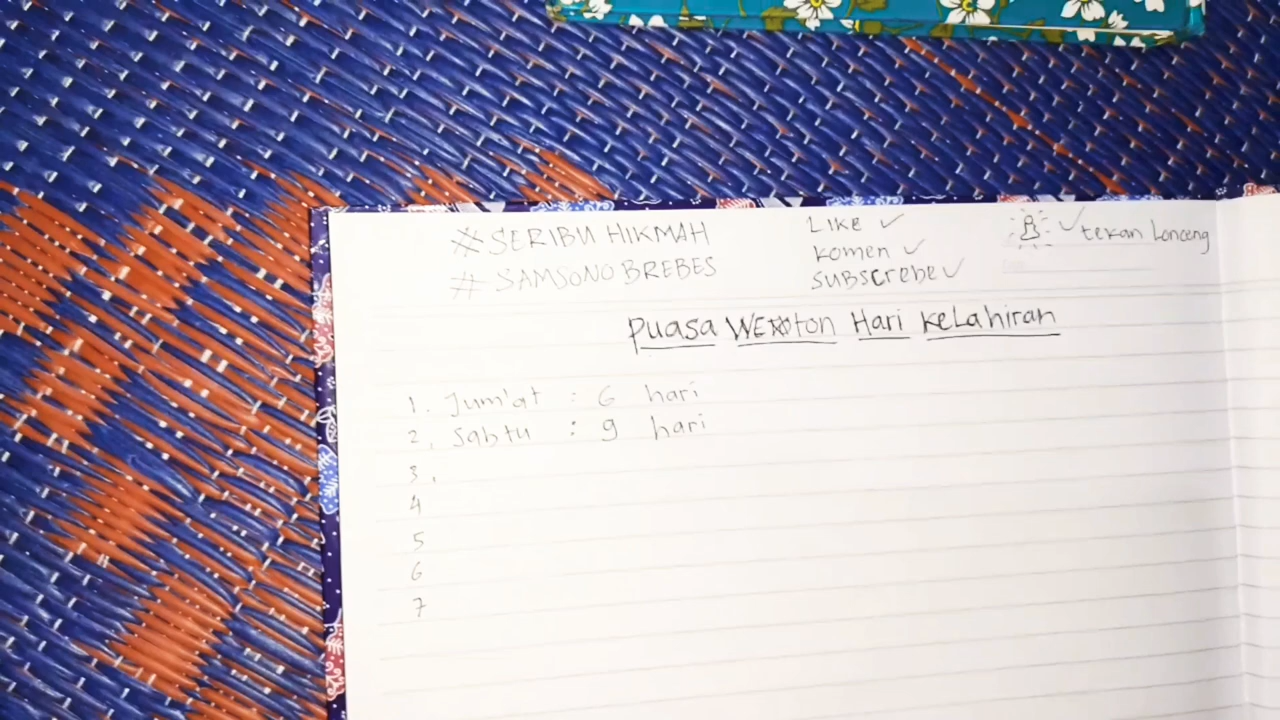 # SERIBU HIKMAH
# SAMSONO BREBES
LIKE ✓
komen ✓
subscrebe ✓
✓ tekan Lonceng
Puasa Weton Hari Kelahiran
1. Jum'at : 6 hari
2. Sabtu : 9 hari
3.
4
5
6
7